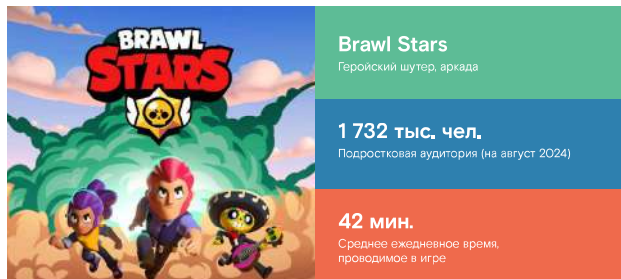 BRAWL
STARS
Brawl Stars
Геройский шутер, аркада
1 732 тыс. чел.
Подростковая аудитория (на август 2024)
42 мин.
Среднее ежедневное время,
проводимое в игре